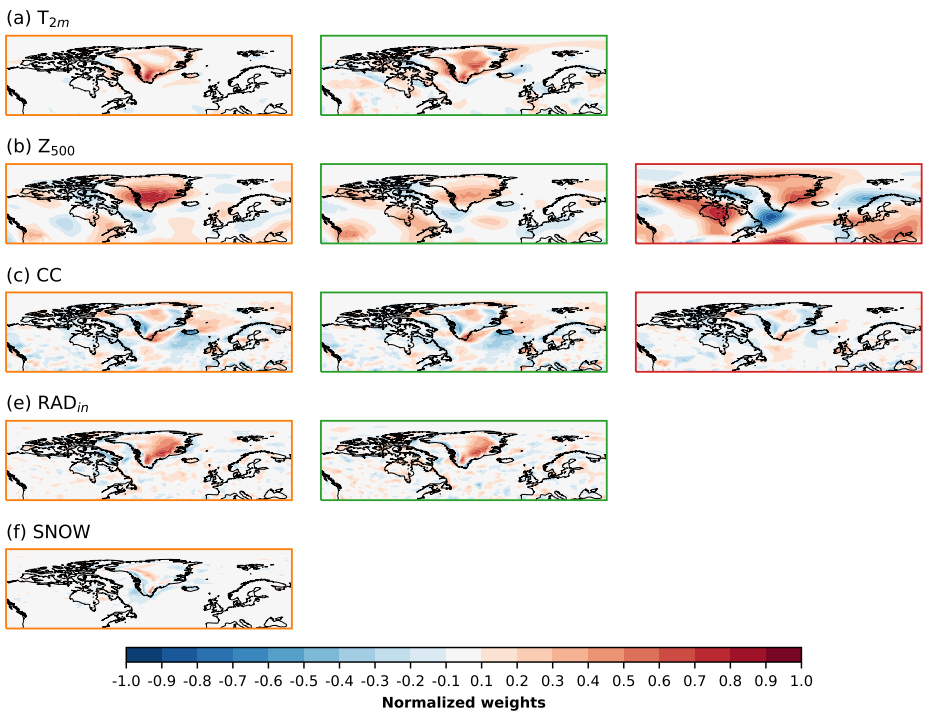 (a) T2m
(b) Z500
(c) CC
(e) RADin
(f) SNOW
-1.0 -0.9 -0.8 -0.7 -0.6 -0.5 -0.4 -0.3 -0.2 -0.1 0.1 0.2 0.3 0.4 0.5 0.6 0.7 0.8 0.9 1.0
Normalized weights